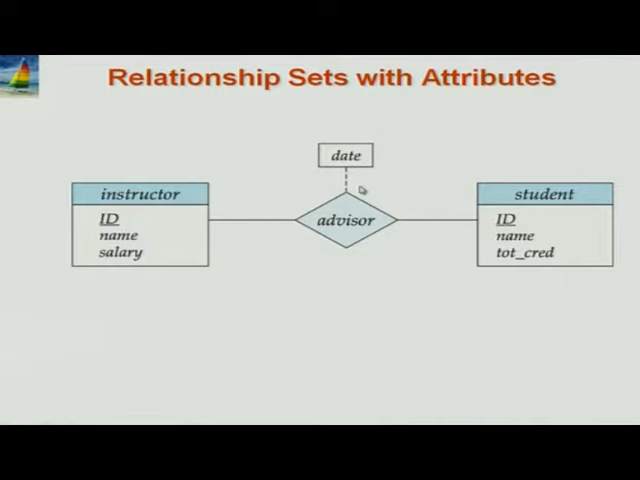 Relationship Sets with Attributes
date
instructor
ID
name
salary
advisor
student
ID
name
tot_cred